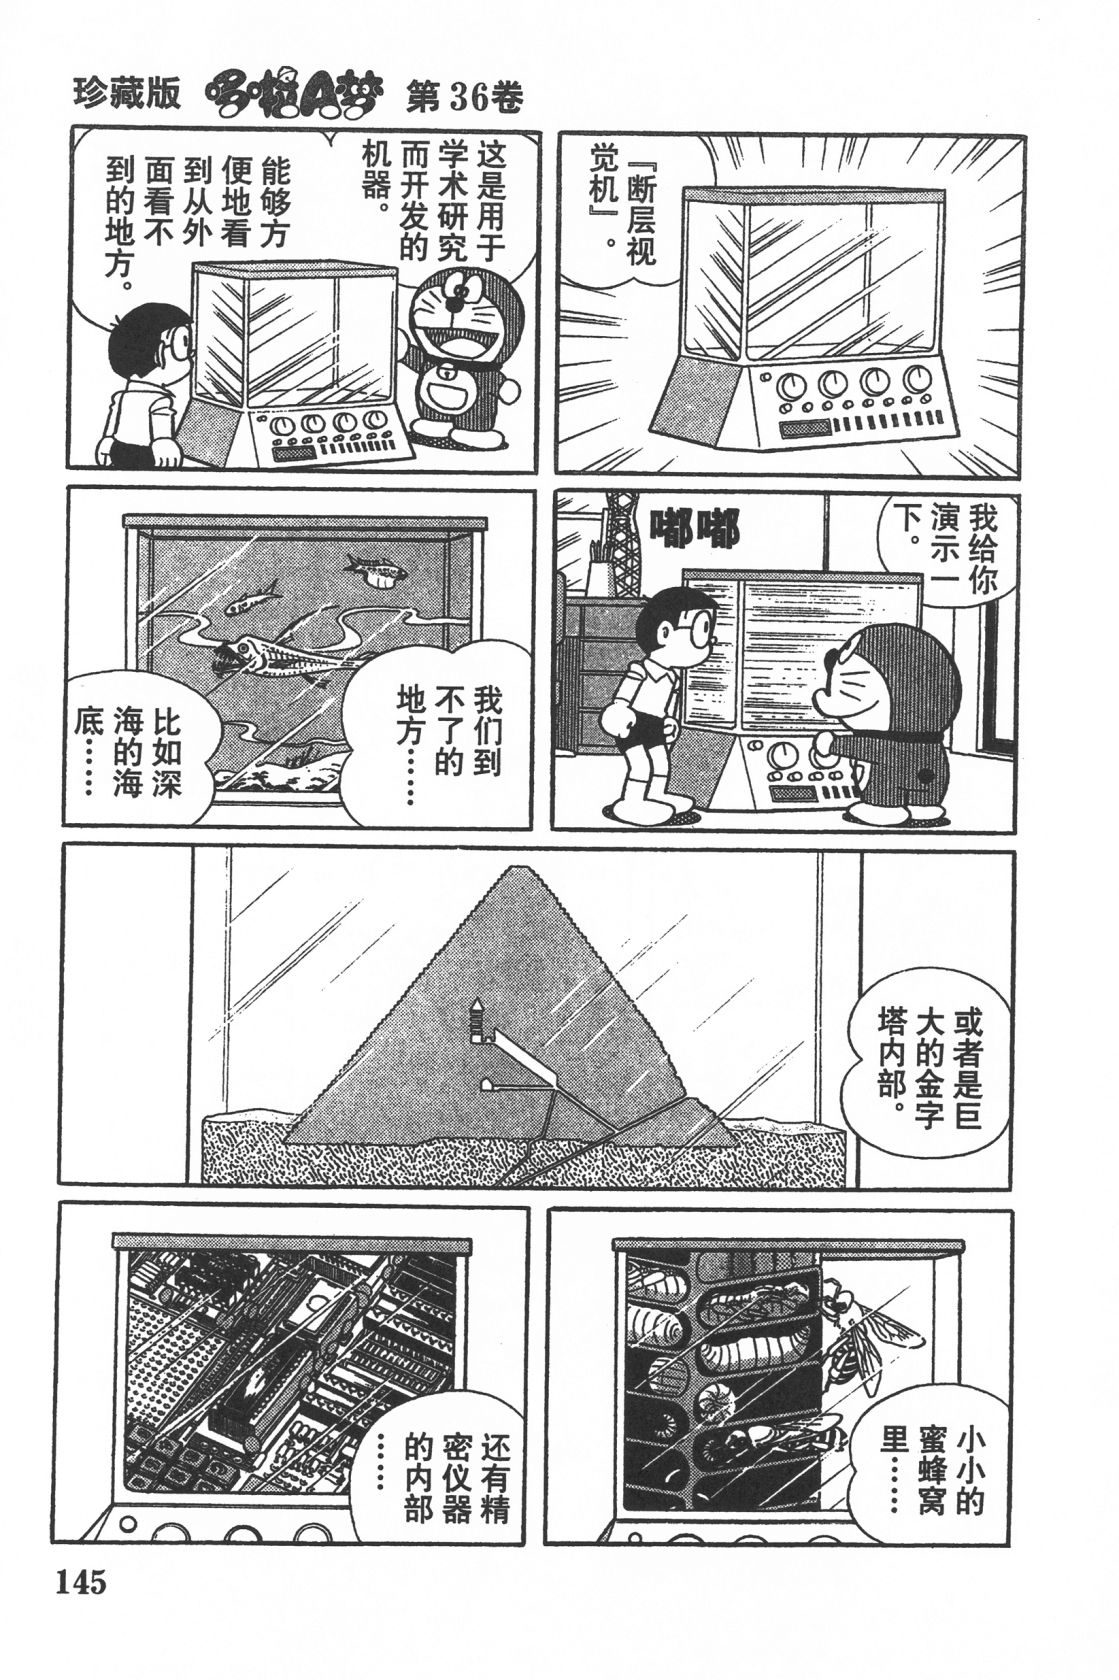 珍藏版 哆啦A梦 第36卷
『断层视
觉机』。
这是用于
学术研究
而开发的
机器。
能够方
便地看
到从外
面看不
到的地方。
我给你
演示一
下。
嘟嘟
我们到
不了的
地方……
比如深
海的海
底……
或者是巨
大的金字
塔内部。
小小的
蜜蜂窝
里……
还有精
密仪器
的内部
……
145